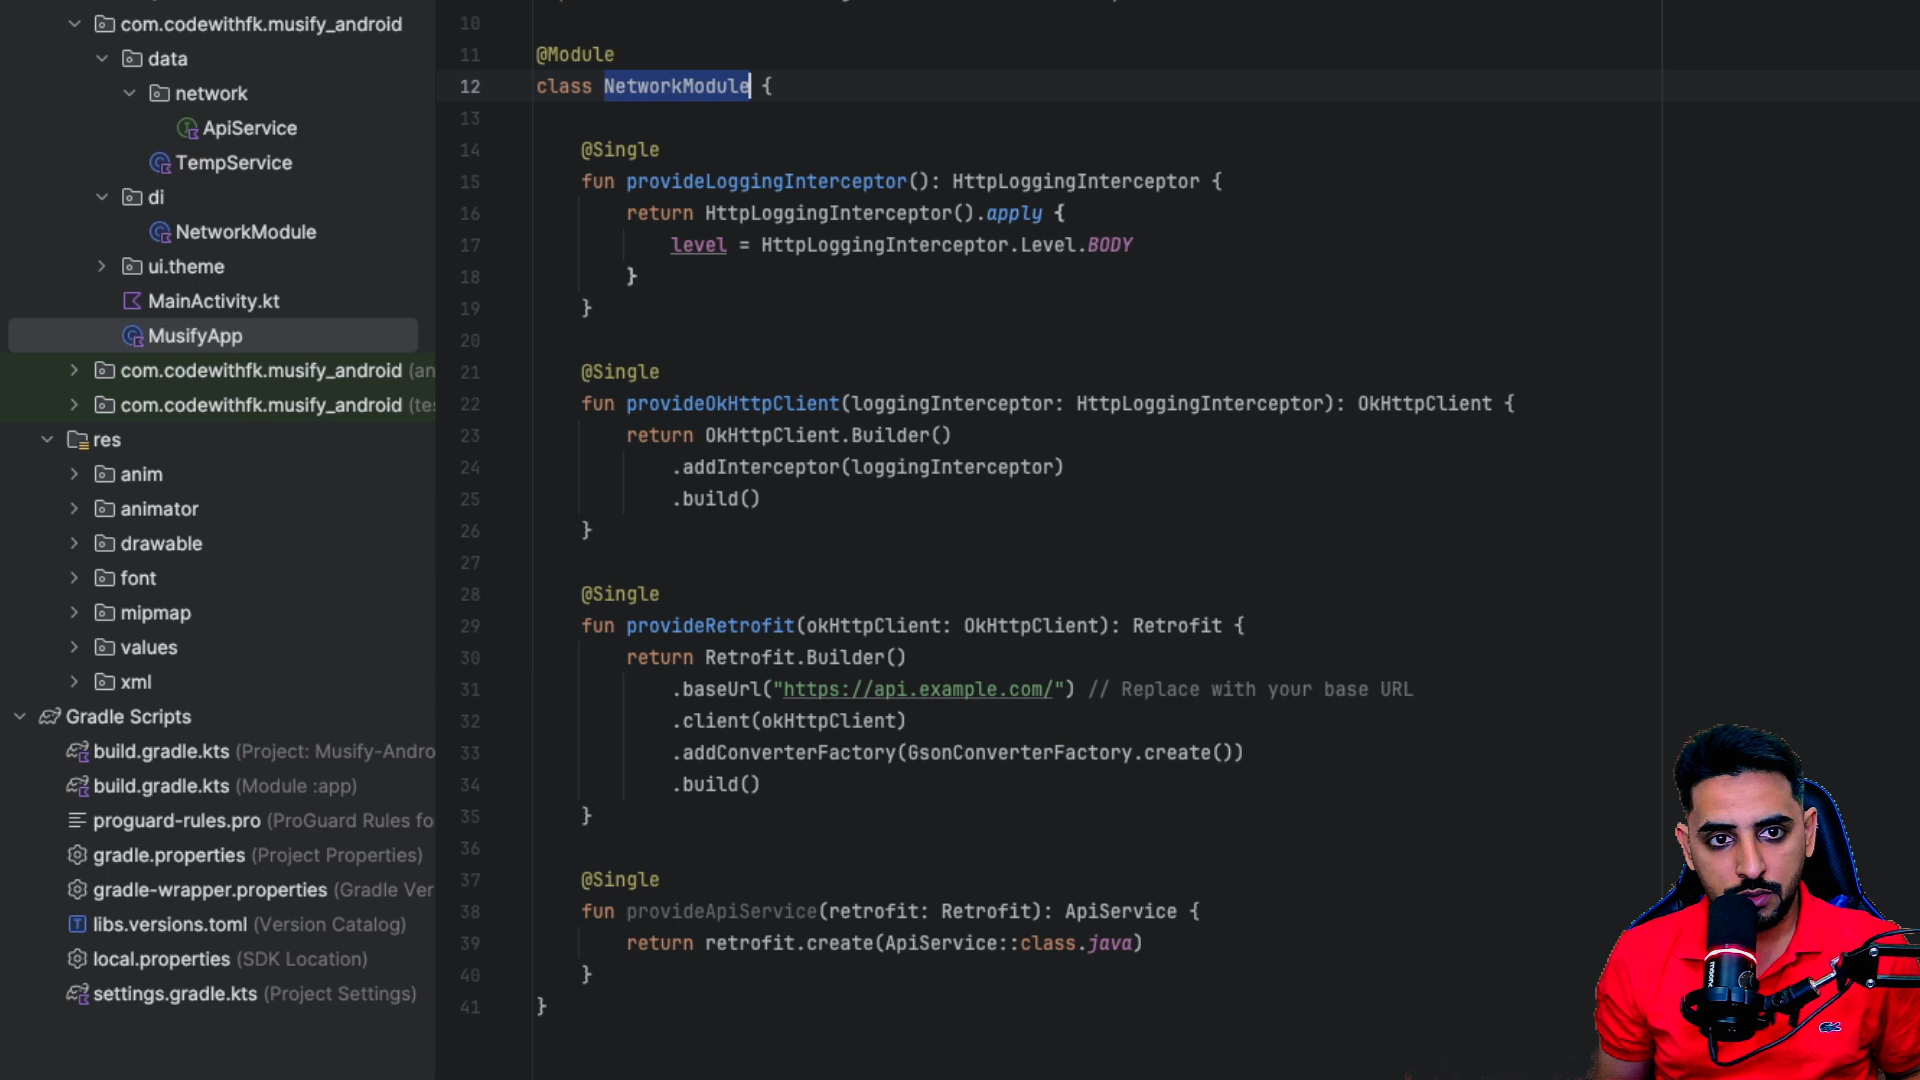 com.codewithfk.musify_android
data
network
ApiService
TempService
di
NetworkModule
ui.theme
MainActivity.kt
MusifyApp
com.codewithfk.musify_android (an
com.codewithfk.musify_android (tes
res
anim
animator
drawable
font
mipmap
values
xml
Gradle Scripts
build.gradle.kts (Project: Musify-Andro
build.gradle.kts (Module :app)
proguard-rules.pro (ProGuard Rules fo
gradle.properties (Project Properties)
gradle-wrapper.properties (Gradle Ver
libs.versions.toml (Version Catalog)
local.properties (SDK Location)
settings.gradle.kts (Project Settings)
10
11 @Module
12 class NetworkModule {
13
14 @Single
15 fun provideLoggingInterceptor(): HttpLoggingInterceptor {
16 return HttpLoggingInterceptor().apply {
17 level = HttpLoggingInterceptor.Level.BODY
18 }
19 }
20
21 @Single
22 fun provideOkHttpClient(loggingInterceptor: HttpLoggingInterceptor): OkHttpClient {
23 return OkHttpClient.Builder()
24 .addInterceptor(loggingInterceptor)
25 .build()
26 }
27
28 @Single
29 fun provideRetrofit(okHttpClient: OkHttpClient): Retrofit {
30 return Retrofit.Builder()
31 .baseUrl("https://api.example.com/") // Replace with your base URL
32 .client(okHttpClient)
33 .addConverterFactory(GsonConverterFactory.create())
34 .build()
35 }
36
37 @Single
38 fun provideApiService(retrofit: Retrofit): ApiService {
39 return retrofit.create(ApiService::class.java)
40 }
41 }